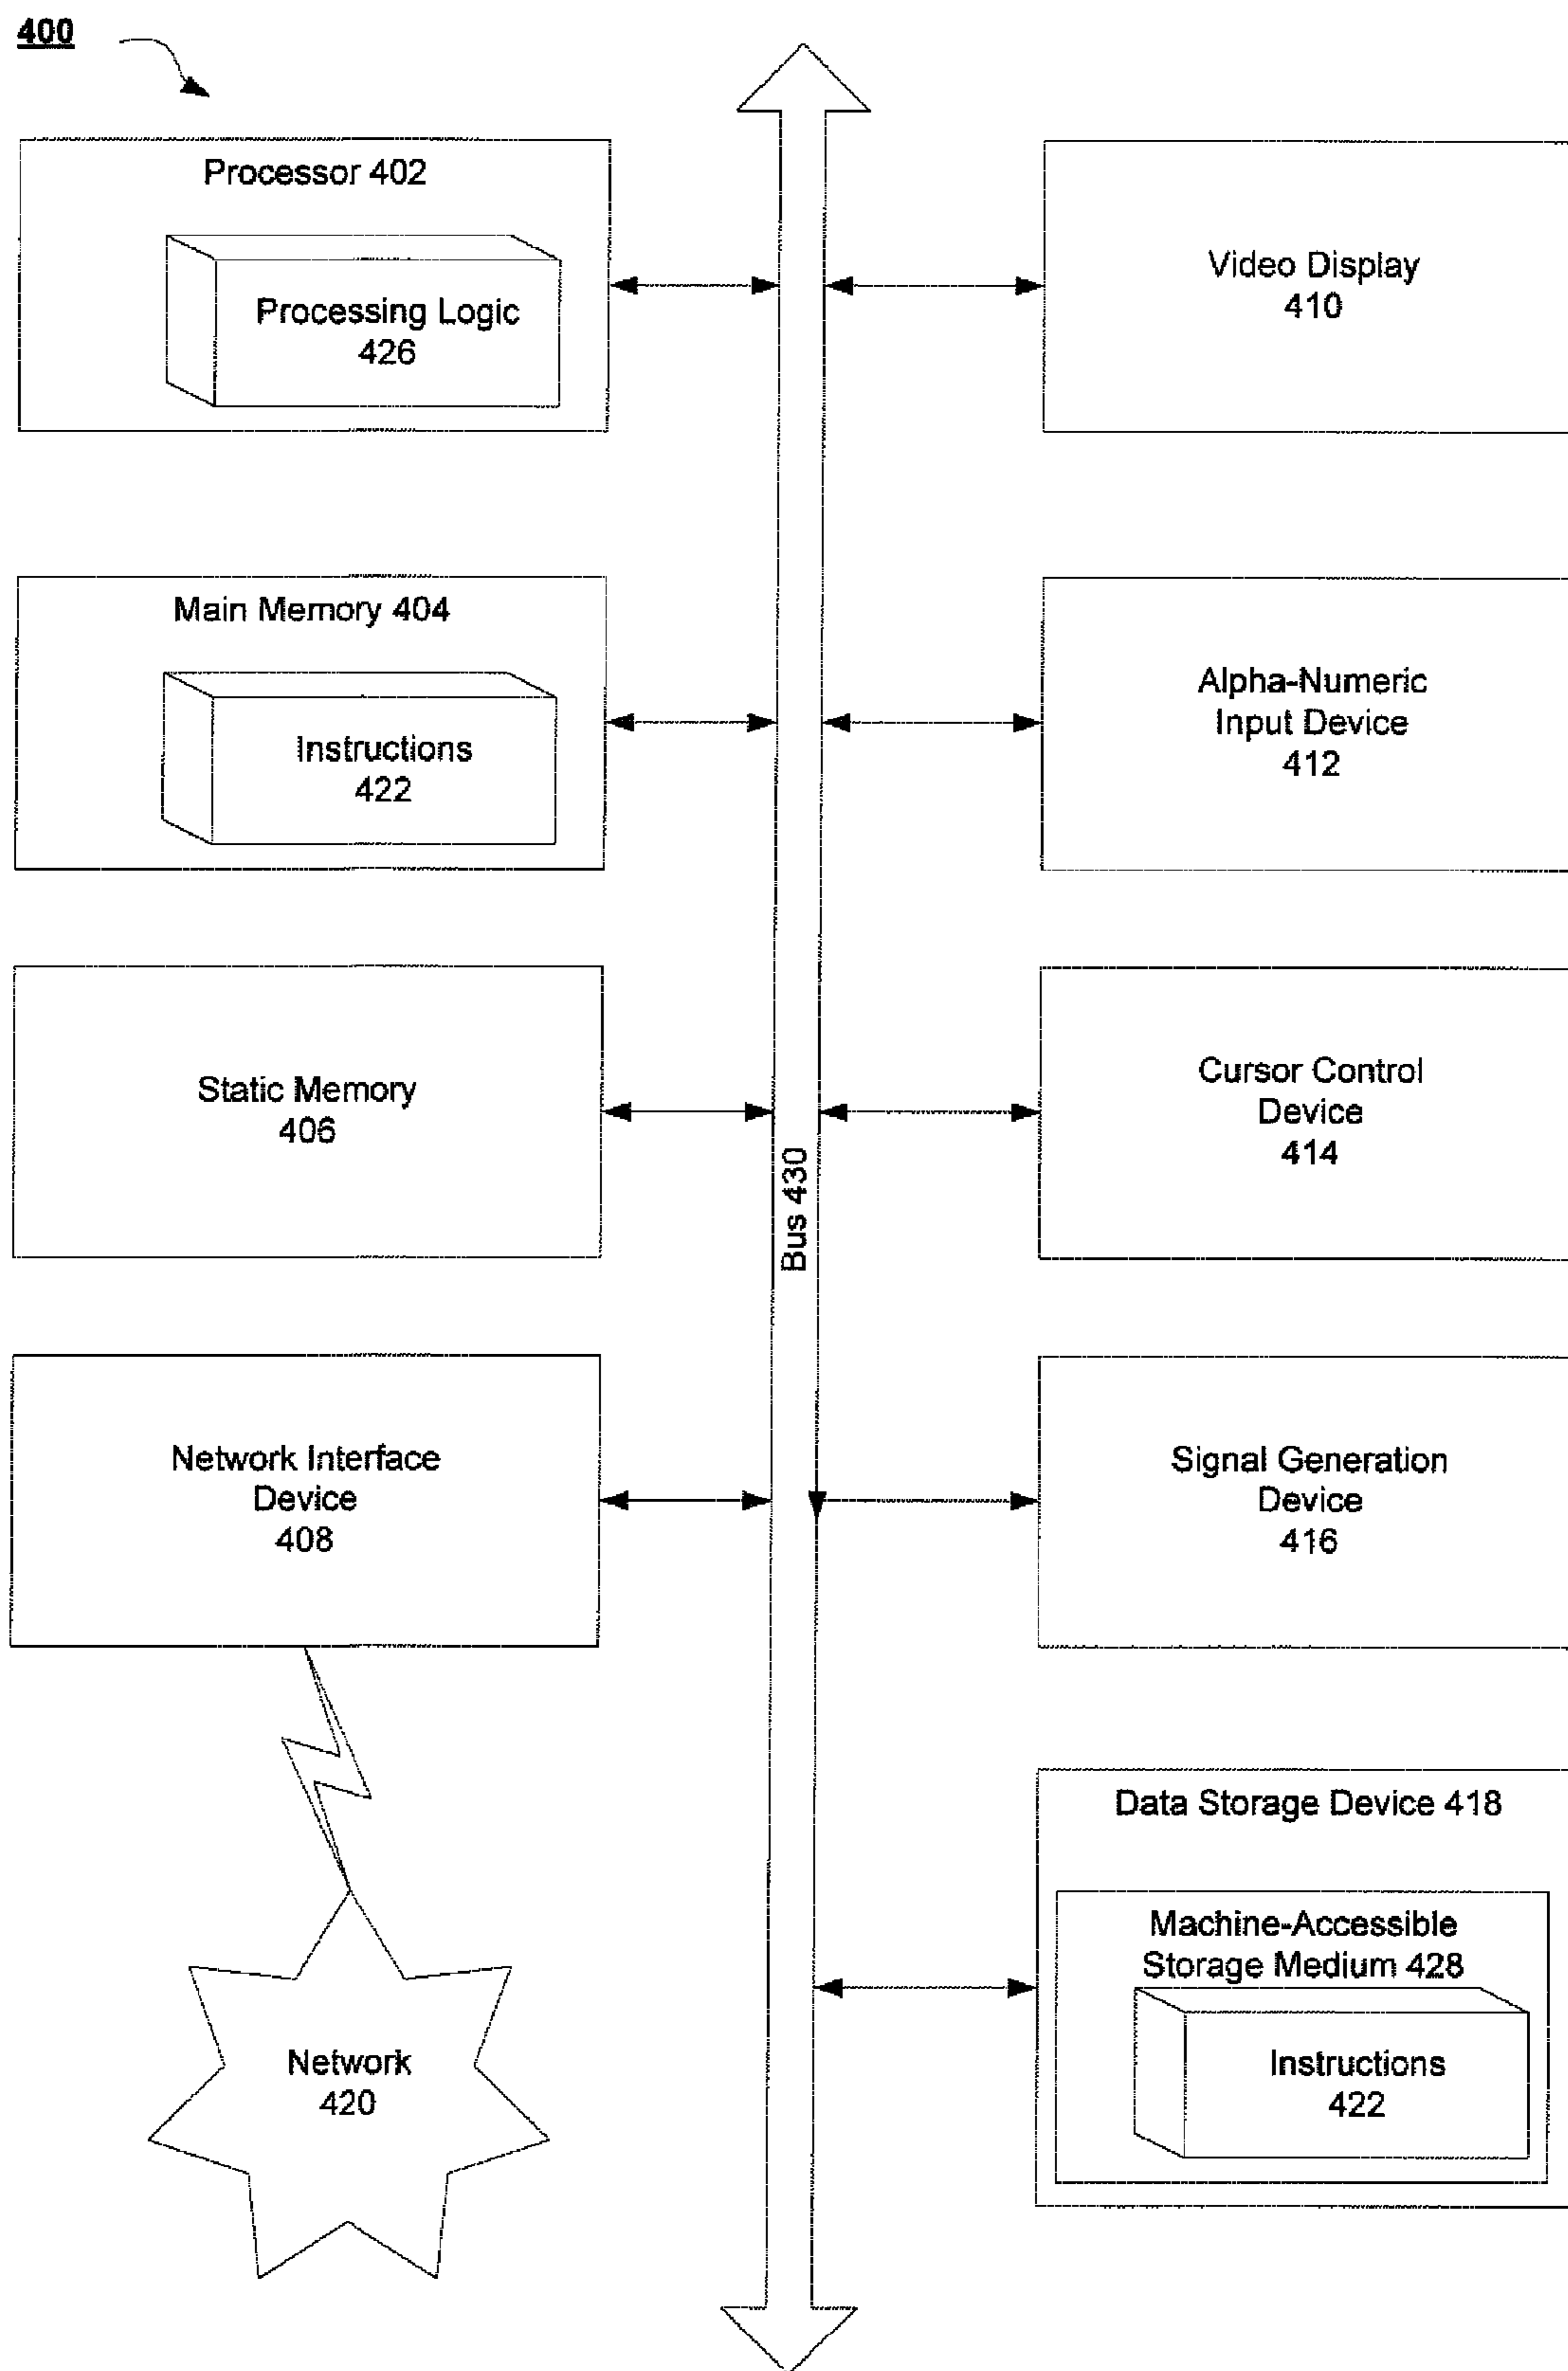 400
Processor 402
Processing Logic
426
Video Display
410
Main Memory 404
Instructions
422
Alpha-Numeric
Input Device
412
Static Memory
406
Cursor Control
Device
414
Bus 430
Network Interface
Device
408
Signal Generation
Device
416
Data Storage Device 418
Machine-Accessible
Storage Medium 428
Instructions
422
Network
420